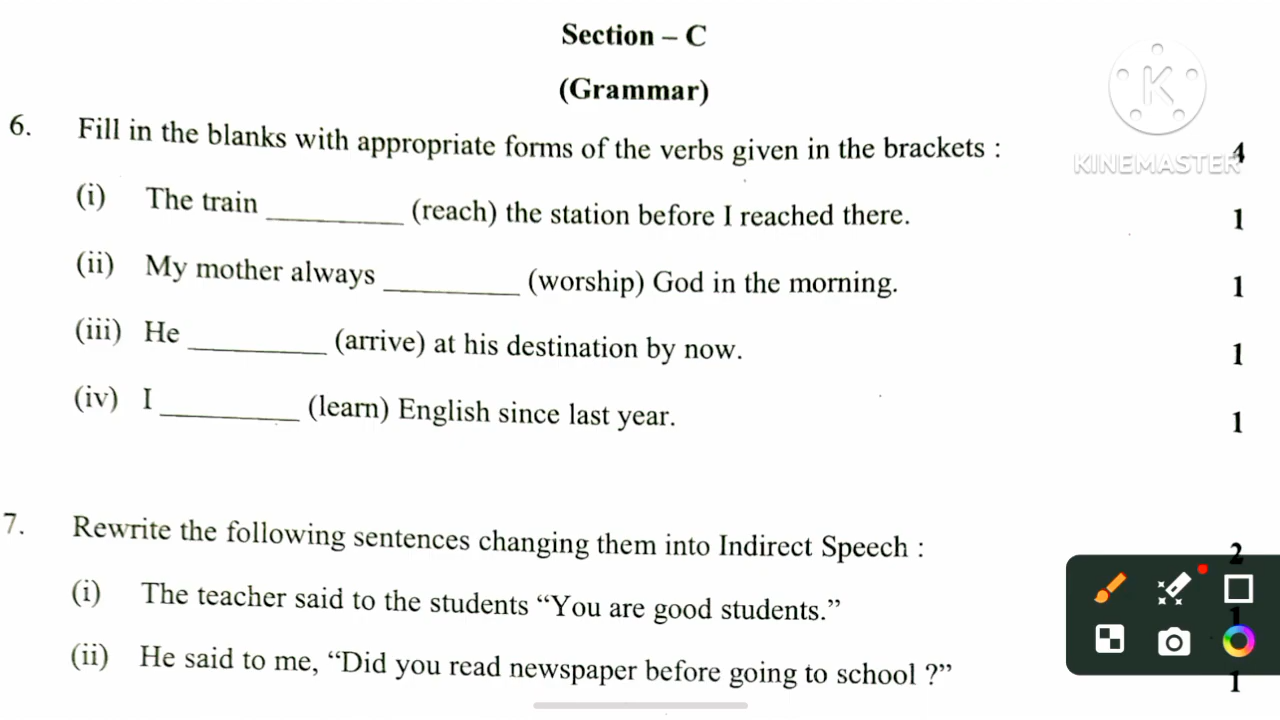 Section – C
(Grammar)
6. Fill in the blanks with appropriate forms of the verbs given in the brackets : 4
(i) The train __________ (reach) the station before I reached there. 1
(ii) My mother always __________ (worship) God in the morning. 1
(iii) He __________ (arrive) at his destination by now. 1
(iv) I __________ (learn) English since last year. 1
7. Rewrite the following sentences changing them into Indirect Speech : 2
(i) The teacher said to the students “You are good students.” 1
(ii) He said to me, “Did you read newspaper before going to school ?” 1
K
KINEMASTER